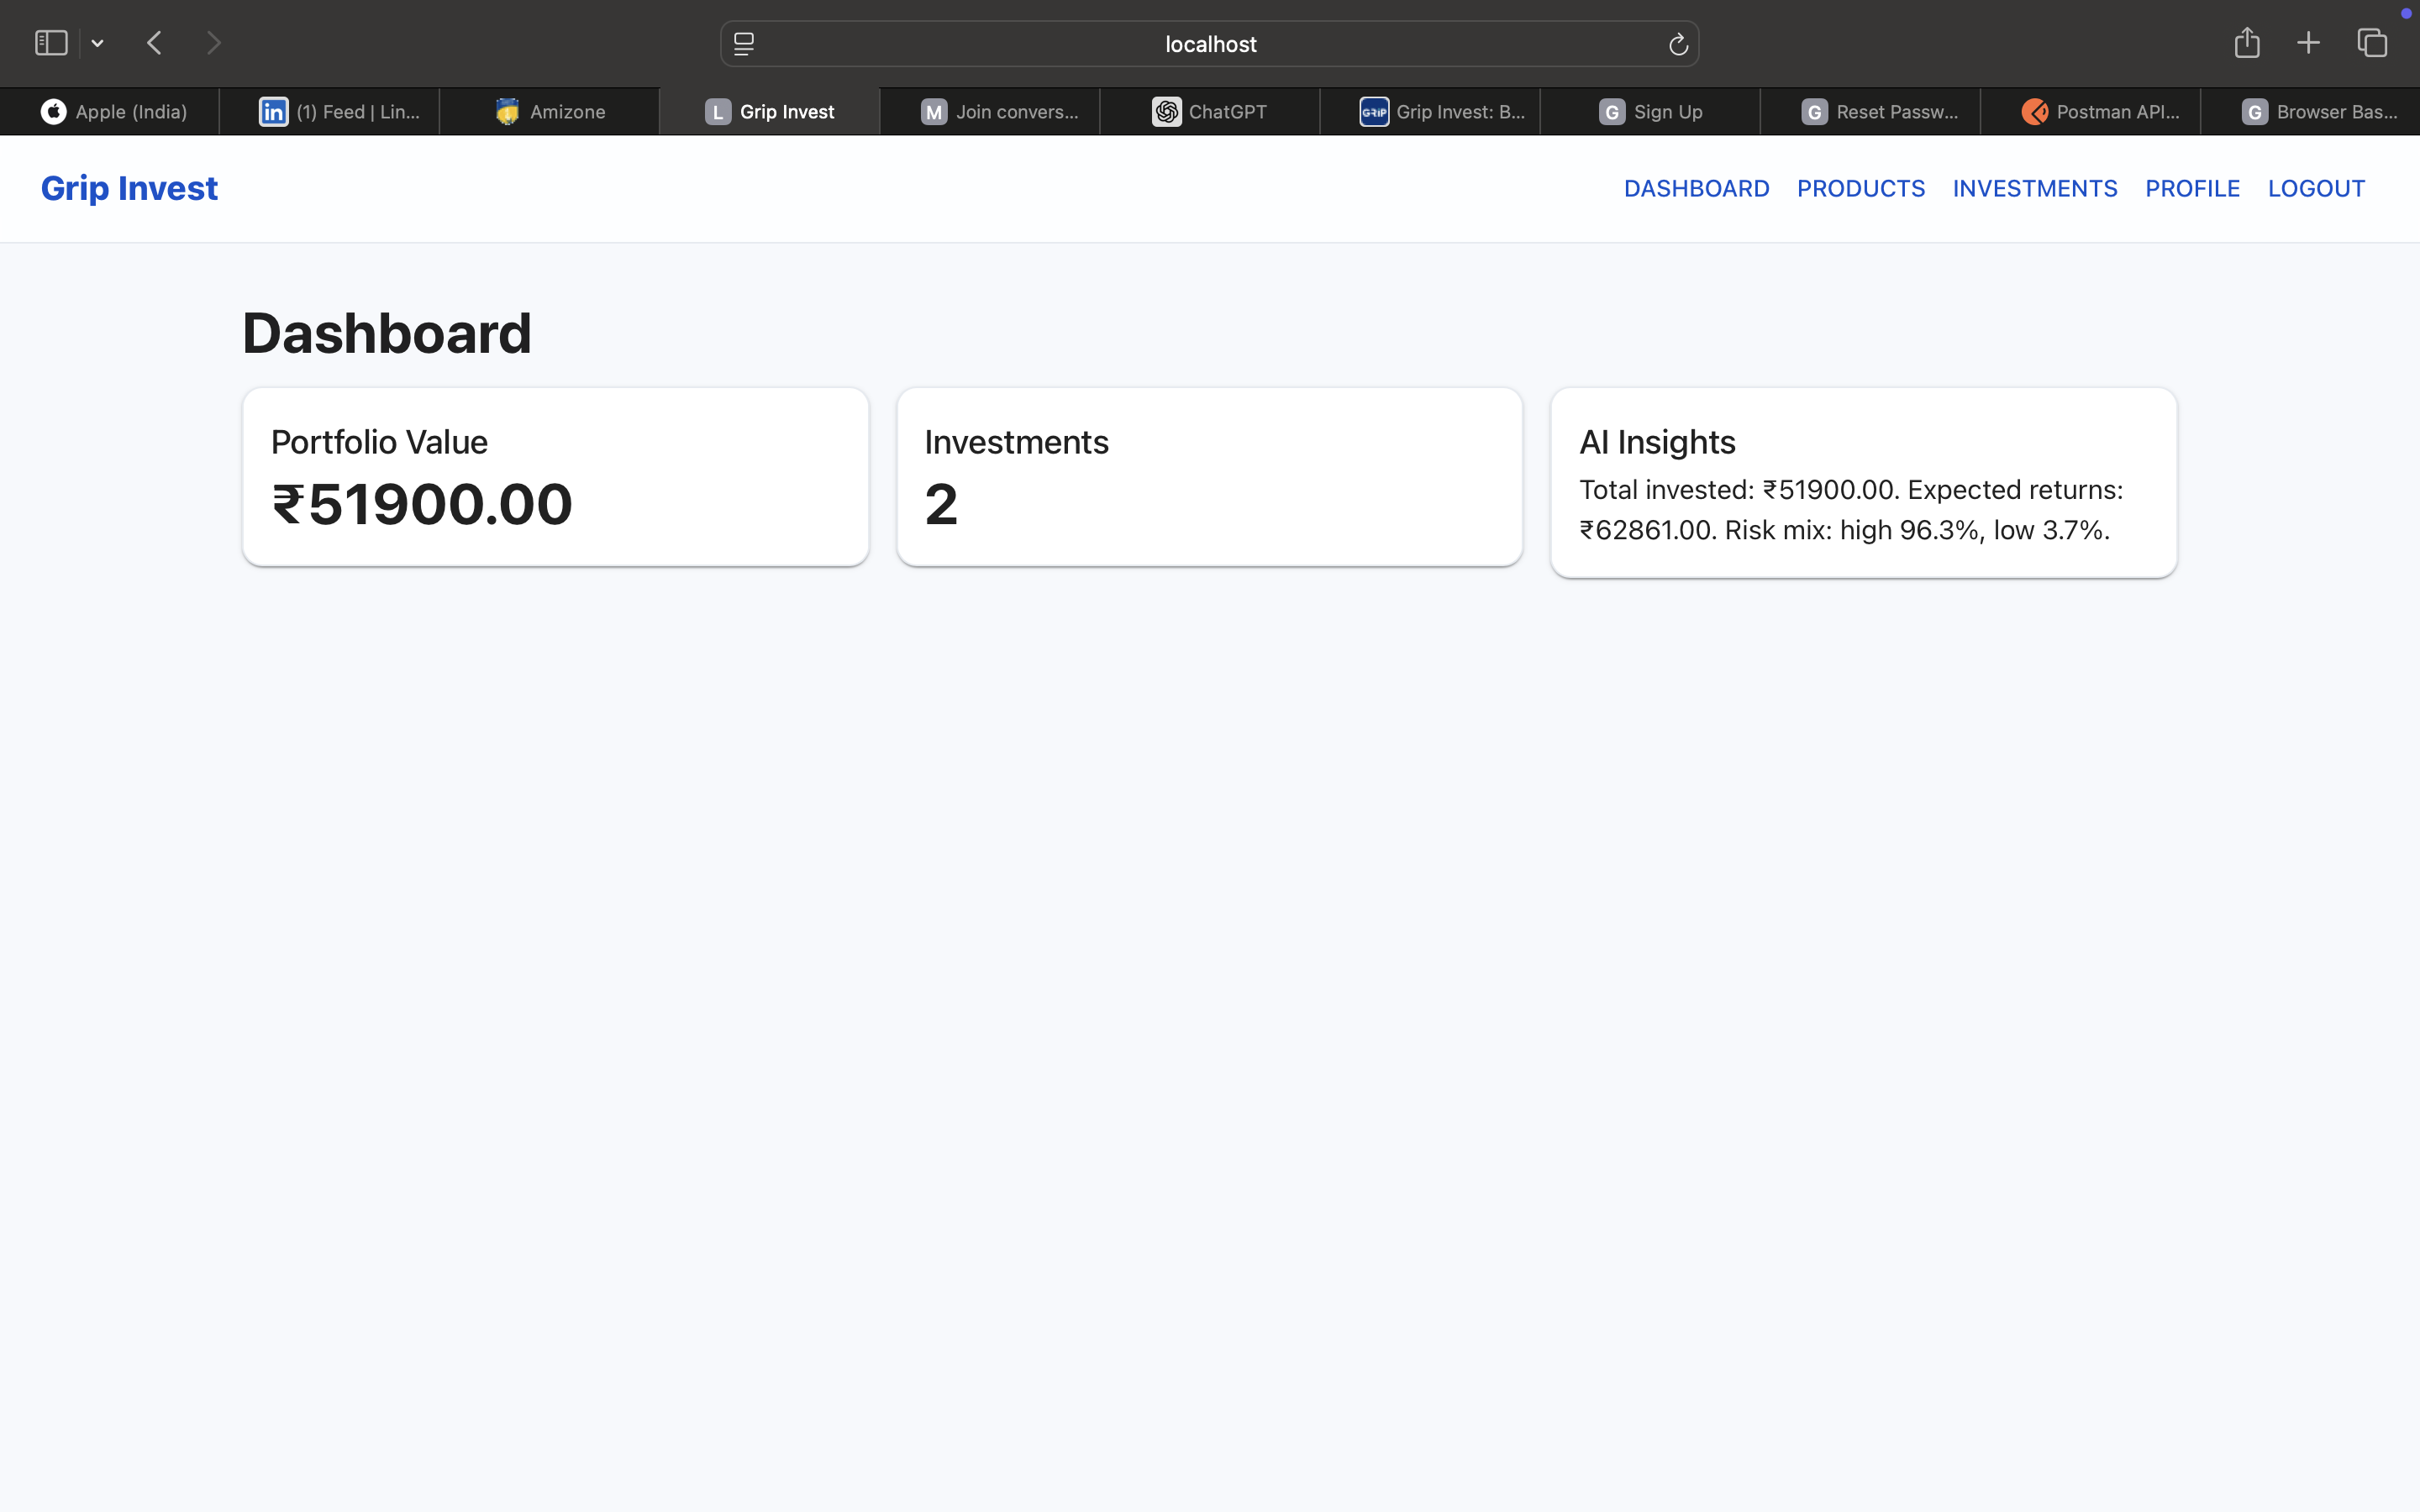 localhost
Apple (India)
(1) Feed | Lin...
Amizone
L Grip Invest
M Join convers...
ChatGPT
GRIP Grip Invest: B...
G Sign Up
G Reset Passw...
Postman API...
G Browser Bas...
Grip Invest
DASHBOARD PRODUCTS INVESTMENTS PROFILE LOGOUT
Dashboard
Portfolio Value
₹51900.00
Investments
2
AI Insights
Total invested: ₹51900.00. Expected returns:
₹62861.00. Risk mix: high 96.3%, low 3.7%.